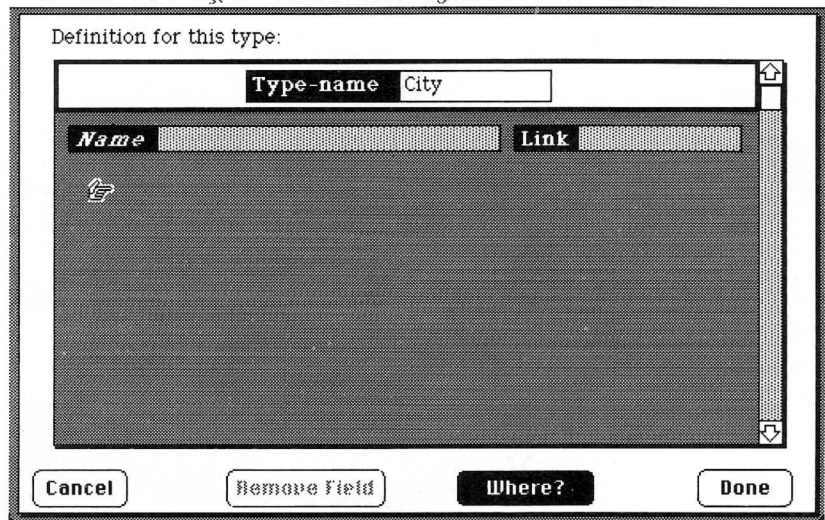 Definition for this type:
Type-name City
Name Link
Cancel Remove Field Where? Done